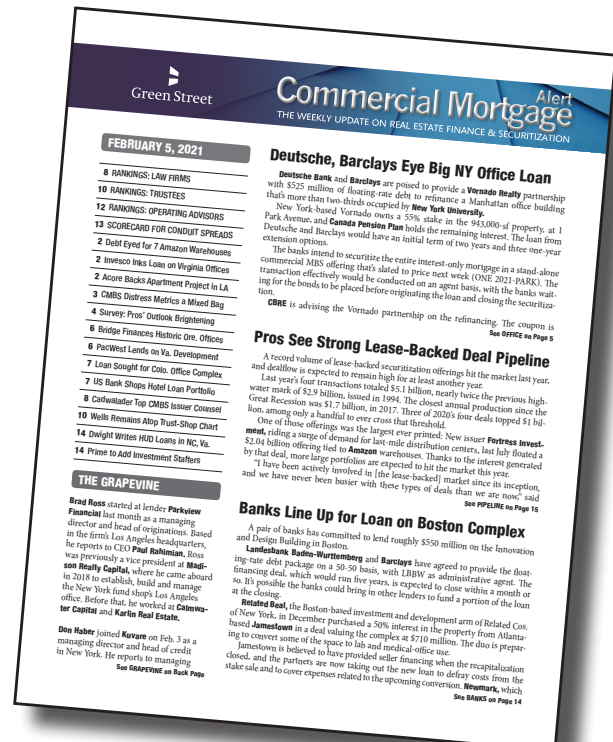 Green Street
Commercial Mortgage
Alert
THE WEEKLY UPDATE ON REAL ESTATE FINANCE & SECURITIZATION
FEBRUARY 5, 2021
8 RANKINGS: LAW FIRMS
10 RANKINGS: TRUSTEES
12 RANKINGS: OPERATING ADVISORS
13 SCORECARD FOR CONDUIT SPREADS
2 Debt Eyed for 7 Amazon Warehouses
2 Invesco Inks Loan on Virginia Offices
2 Acore Backs Apartment Project in LA
3 CMBS Distress Metrics a Mixed Bag
4 Survey: Pros' Outlook Brightening
6 Bridge Finances Historic Ore. Offices
6 PacWest Lends on Va. Development
7 Loan Sought for Colo. Office Complex
7 US Bank Shops Hotel Loan Portfolio
8 Cadwalader Top CMBS Issuer Counsel
10 Wells Remains Atop Trust-Shop Chart
14 Dwight Writes HUD Loans in NC, Va.
14 Prime to Add Investment Staffers
THE GRAPEVINE
Brad Ross started at lender Parkview
Financial last month as a managing
director and head of originations. Based
in the firm's Los Angeles headquarters,
he reports to CEO Paul Rahimian. Ross
was previously a vice president at Madi-
son Realty Capital, where he came aboard
in 2018 to establish, build and manage
the New York fund shop's Los Angeles
office. Before that, he worked at Calmwa-
ter Capital and Karlin Real Estate.
Don Haber joined Kuvare on Feb. 3 as a
managing director and head of credit
in New York. He reports to managing
See GRAPEVINE on Back Page
Deutsche, Barclays Eye Big NY Office Loan
Deutsche Bank and Barclays are poised to provide a Vornado Realty partnership
with $525 million of floating-rate debt to refinance a Manhattan office building
that's more than two-thirds occupied by New York University.
New York-based Vornado owns a 55% stake in the 943,000-sf property, at 1
Park Avenue, and Canada Pension Plan holds the remaining interest. The loan from
Deutsche and Barclays would have an initial term of two years and three one-year
extension options.
The banks intend to securitize the entire interest-only mortgage in a stand-alone
commercial MBS offering that's slated to price next week (ONE 2021-PARK). The
transaction effectively would be conducted on an agent basis, with the banks wait-
ing for the bonds to be placed before originating the loan and closing the securitiza-
tion.
CBRE is advising the Vornado partnership on the refinancing. The coupon is
See OFFICE on Page 5
Pros See Strong Lease-Backed Deal Pipeline
A record volume of lease-backed securitization offerings hit the market last year,
and dealflow is expected to remain high for at least another year.
Last year's four transactions totaled $5.1 billion, nearly twice the previous high-
water mark of $2.9 billion, issued in 1994. The closest annual production since the
Great Recession was $1.7 billion, in 2017. Three of 2020's four deals topped $1 bil-
lion, among only a handful to ever cross that threshold.
One of those offerings was the largest ever printed: New issuer Fortress Invest-
ment, riding a surge of demand for last-mile distribution centers, last July floated a
$2.04 billion offering tied to Amazon warehouses. Thanks to the interest generated
by that deal, more large portfolios are expected to hit the market this year.
"I have been actively involved in [the lease-backed] market since its inception,
and we have never been busier with these types of deals than we are now," said
See PIPELINE on Page 15
Banks Line Up for Loan on Boston Complex
A pair of banks has committed to lend roughly $550 million on the Innovation
and Design Building in Boston.
Landesbank Baden-Wurttemberg and Barclays have agreed to provide the float-
ing-rate debt package on a 50-50 basis, with LBBW as administrative agent. The
financing deal, which would run five years, is expected to close within a month or
so. It's possible the banks could bring in other lenders to fund a portion of the loan
at the closing.
Related Beal, the Boston-based investment and development arm of Related Cos.
of New York, in December purchased a 50% interest in the property from Atlanta-
based Jamestown in a deal valuing the complex at $710 million. The duo is prepar-
ing to convert some of the space to lab and medical-office use.
Jamestown is believed to have provided seller financing when the recapitalization
closed, and the partners are now taking out the new loan to defray costs from the
stake sale and to cover expenses related to the upcoming conversion. Newmark, which
See BANKS on Page 14